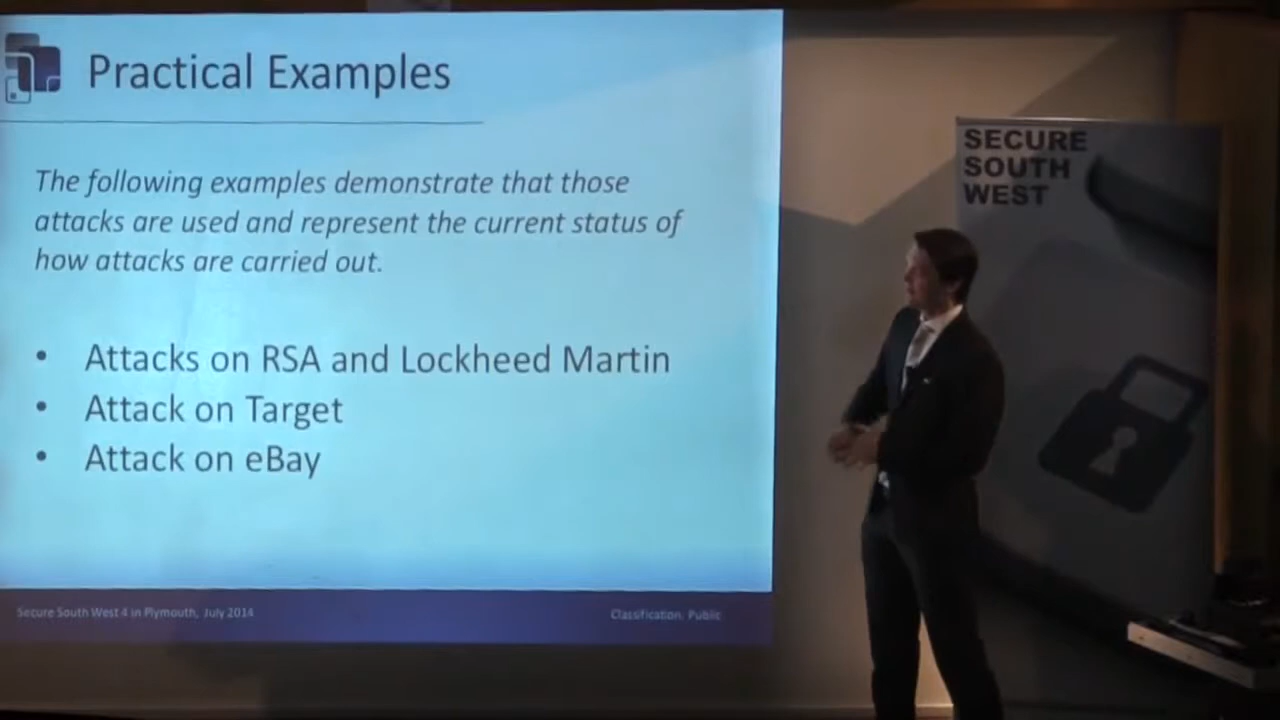 Practical Examples
The following examples demonstrate that those
attacks are used and represent the current status of
how attacks are carried out.
• Attacks on RSA and Lockheed Martin
• Attack on Target
• Attack on eBay
Secure South West 4 in Plymouth, July 2014
Classification: Public
SECURE
SOUTH
WEST